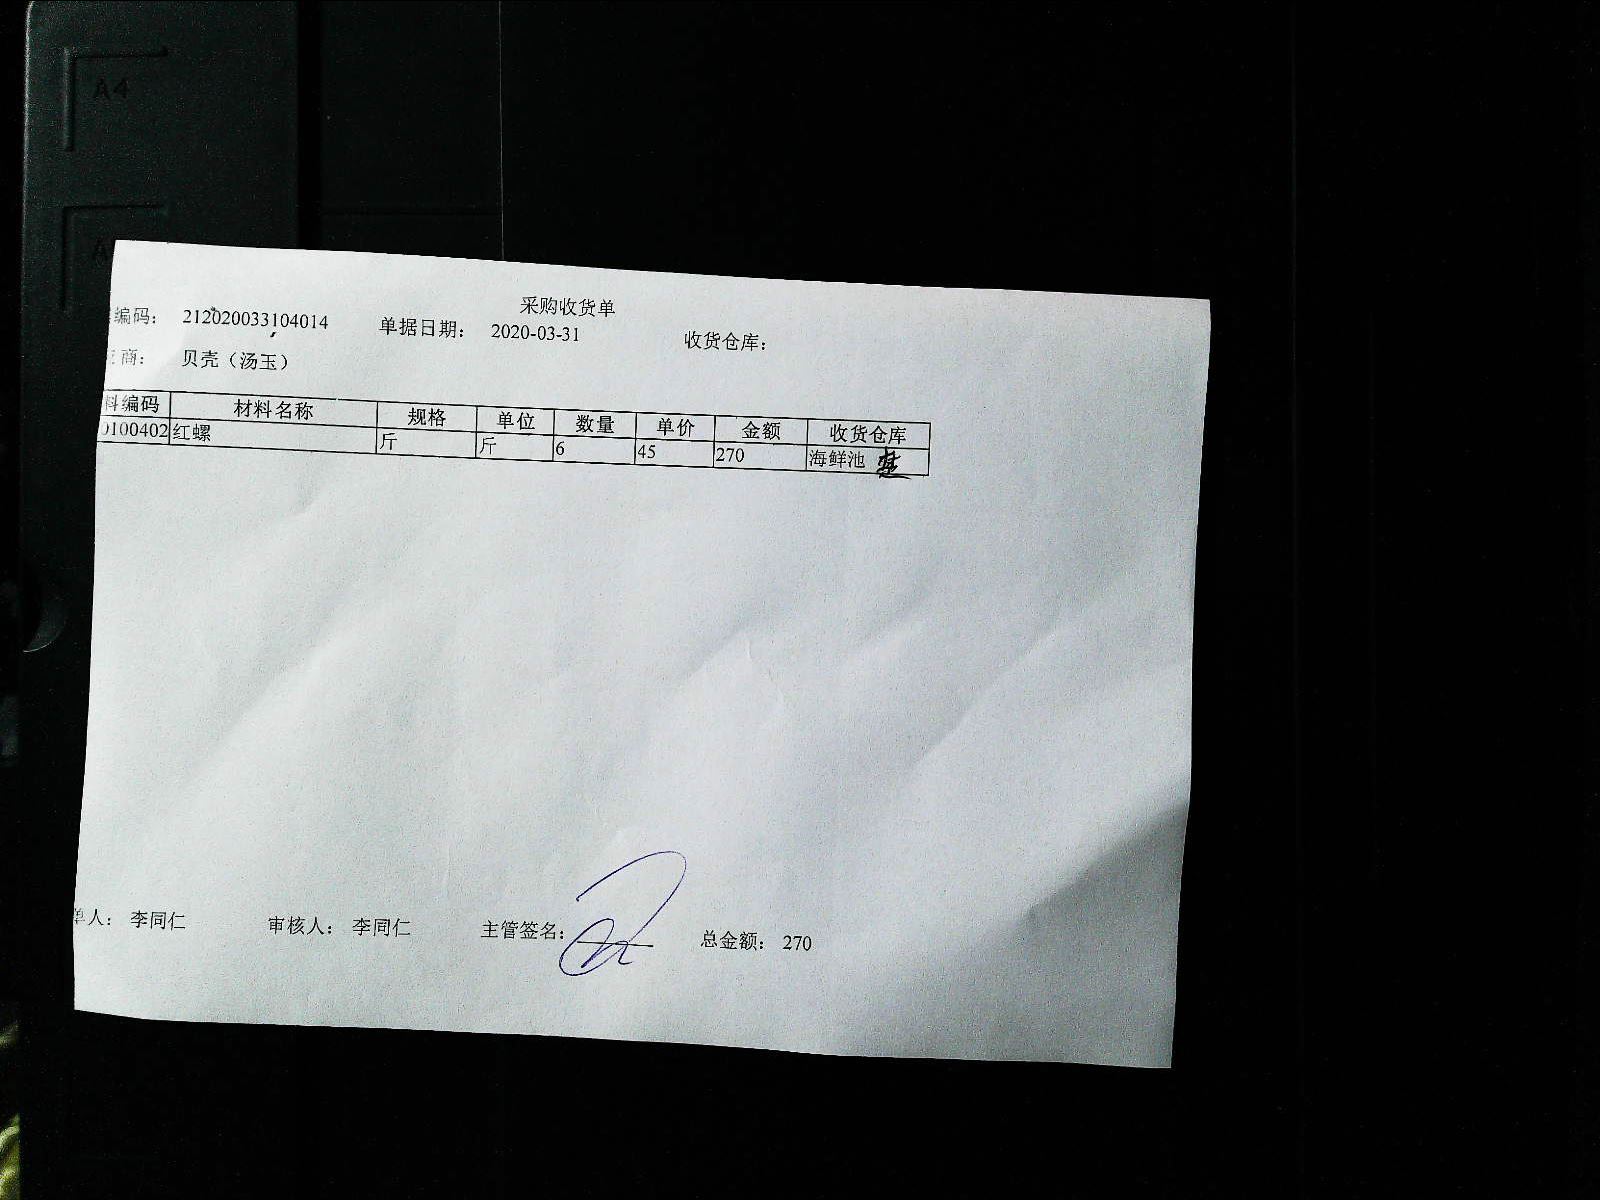 A4
采购收货单
编码： 212020033104014 单据日期： 2020-03-31 收货仓库：
商： 贝壳（汤玉）
料编码 材料名称 规格 单位 数量 单价 金额 收货仓库
0100402 红螺 斤 斤 6 45 270 海鲜池
单人： 李同仁 审核人： 李同仁 主管签名： 总金额： 270